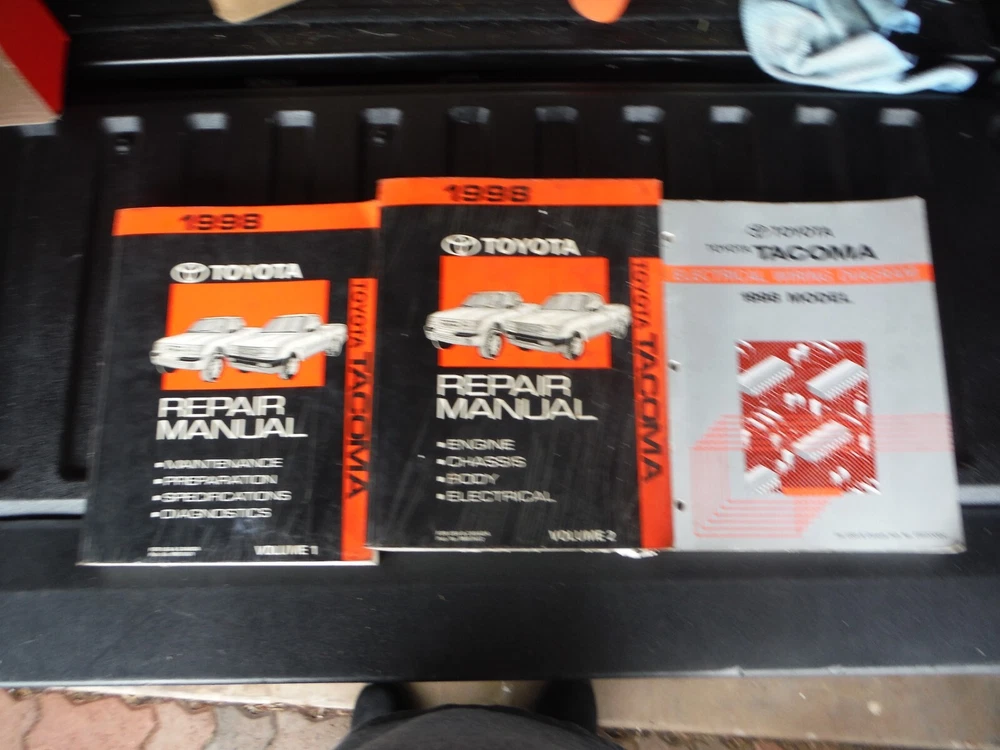 1998
TOYOTA
REPAIR
MANUAL
•MAINTENANCE
•PREPARATION
•SPECIFICATIONS
•DIAGNOSTICS
VOLUME 1
TOYOTA TACOMA
1998
TOYOTA
REPAIR
MANUAL
•ENGINE
•CHASSIS
•BODY
•ELECTRICAL
VOLUME 2
TOYOTA TACOMA
TOYOTA
TOYOTA TACOMA
ELECTRICAL WIRING DIAGRAM
1998 MODEL